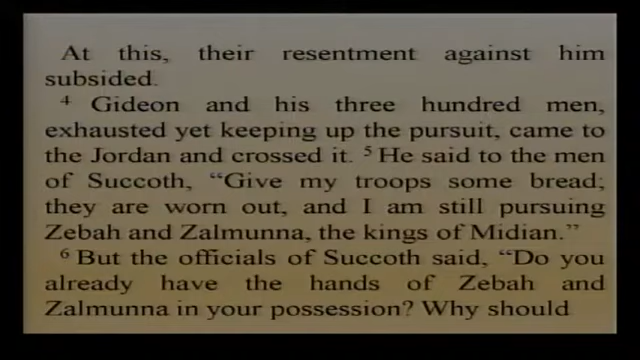 At this, their resentment against him
subsided.
⁴ Gideon and his three hundred men,
exhausted yet keeping up the pursuit, came to
the Jordan and crossed it. ⁵ He said to the men
of Succoth, “Give my troops some bread;
they are worn out, and I am still pursuing
Zebah and Zalmunna, the kings of Midian.”
⁶ But the officials of Succoth said, “Do you
already have the hands of Zebah and
Zalmunna in your possession? Why should